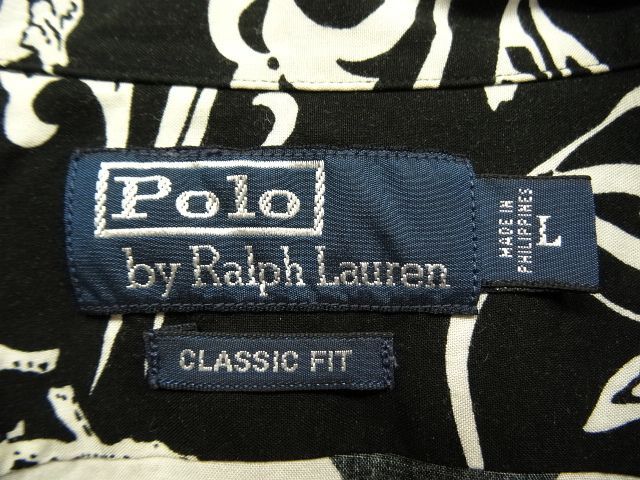 Polo
by Ralph Lauren
MADE IN
PHILIPPINES
L
CLASSIC FIT